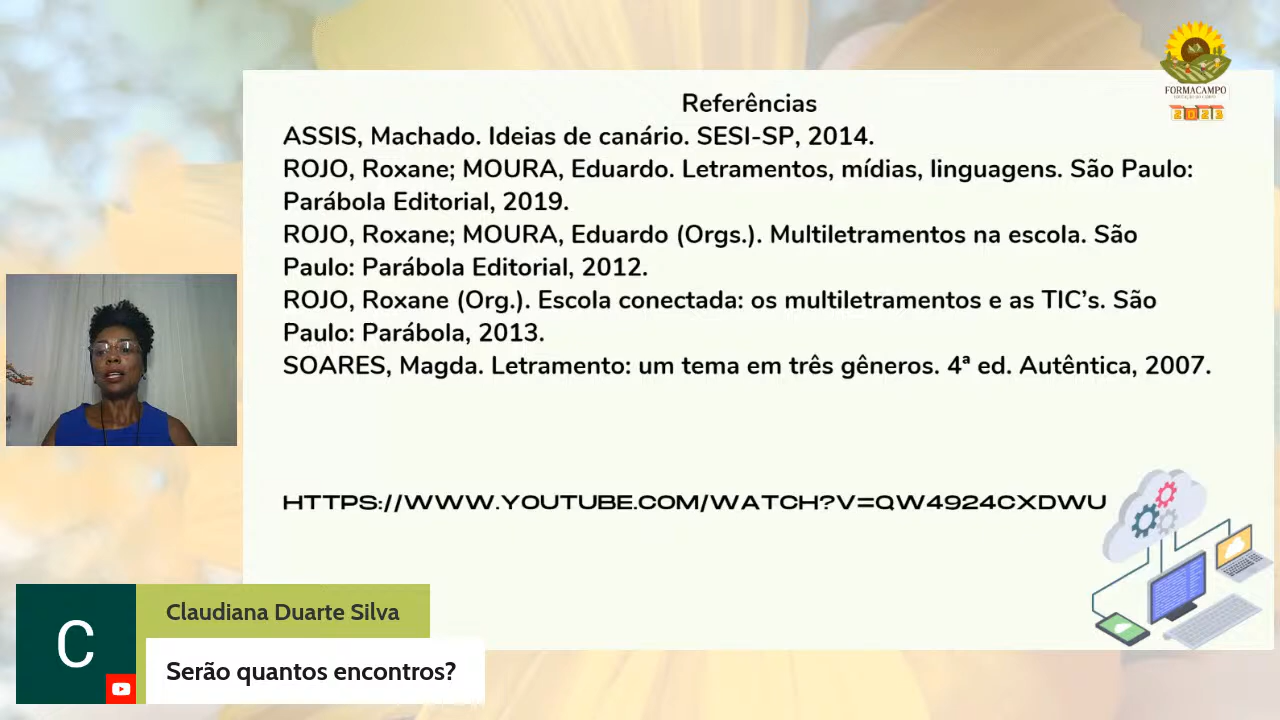 Referências
ASSIS, Machado. Ideias de canário. SESI-SP, 2014.
ROJO, Roxane; MOURA, Eduardo. Letramentos, mídias, linguagens. São Paulo:
Parábola Editorial, 2019.
ROJO, Roxane; MOURA, Eduardo (Orgs.). Multiletramentos na escola. São
Paulo: Parábola Editorial, 2012.
ROJO, Roxane (Org.). Escola conectada: os multiletramentos e as TIC’s. São
Paulo: Parábola, 2013.
SOARES, Magda. Letramento: um tema em três gêneros. 4ª ed. Autêntica, 2007.
HTTPS://WWW.YOUTUBE.COM/WATCH?V=QW4924CXDWU
FORMACAMPO
EDUCAÇÃO DO CAMPO
2023
C
Claudiana Duarte Silva
Serão quantos encontros?